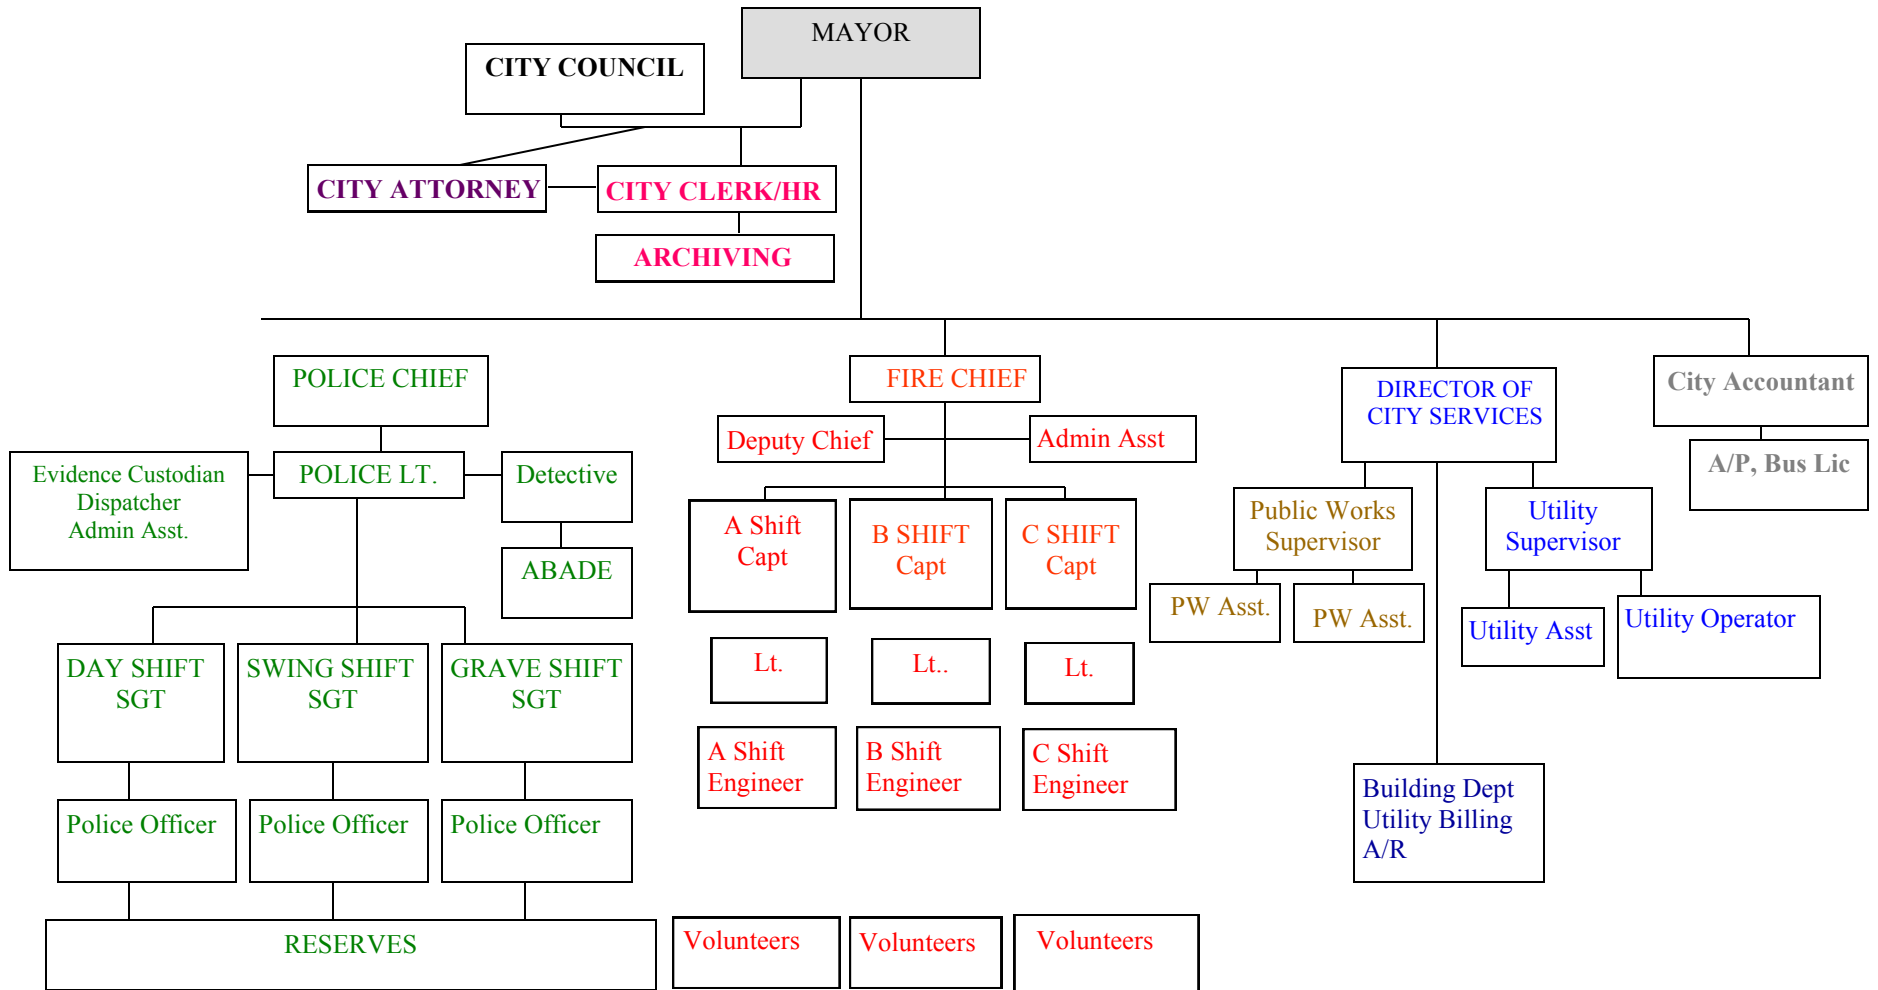 MAYOR
CITY COUNCIL
CITY ATTORNEY
CITY CLERK/HR
ARCHIVING
POLICE CHIEF
FIRE CHIEF
DIRECTOR OF
CITY SERVICES
City Accountant
Deputy Chief
Admin Asst
A/P, Bus Lic
Evidence Custodian
Dispatcher
Admin Asst.
POLICE LT.
Detective
ABADE
A Shift
Capt
B SHIFT
Capt
C SHIFT
Capt
Public Works
Supervisor
Utility
Supervisor
PW Asst.
PW Asst.
Utility Asst
Utility Operator
DAY SHIFT
SGT
SWING SHIFT
SGT
GRAVE SHIFT
SGT
Lt.
Lt..
Lt.
A Shift
Engineer
B Shift
Engineer
C Shift
Engineer
Building Dept
Utility Billing
A/R
Police Officer
Police Officer
Police Officer
RESERVES
Volunteers
Volunteers
Volunteers